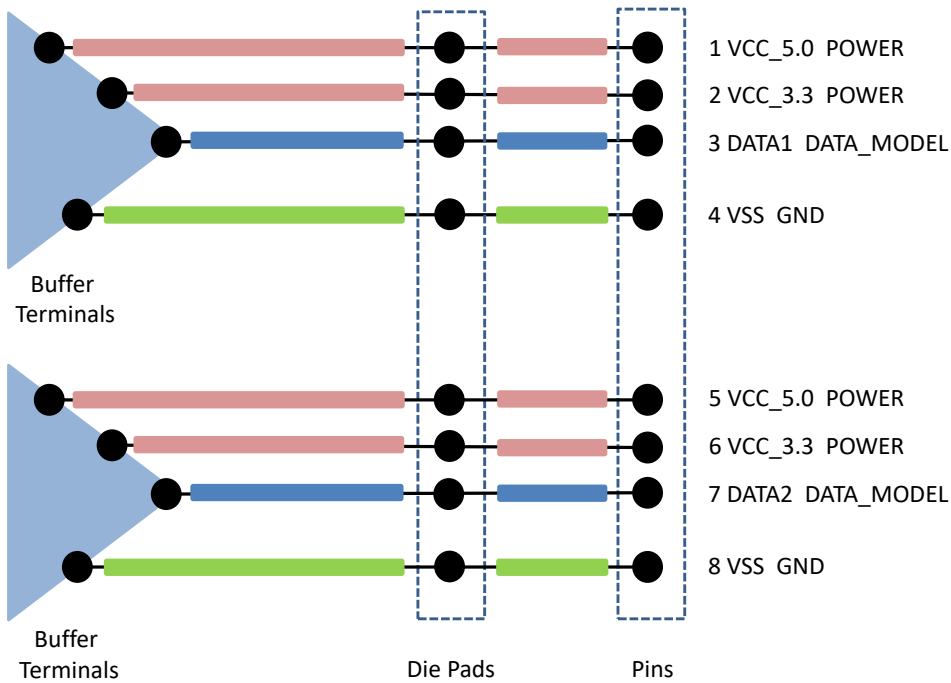 1 VCC_5.0 POWER
2 VCC_3.3 POWER
3 DATA1 DATA_MODEL
4 VSS GND
Buffer
Terminals
5 VCC_5.0 POWER
6 VCC_3.3 POWER
7 DATA2 DATA_MODEL
8 VSS GND
Buffer
Terminals
Die Pads
Pins